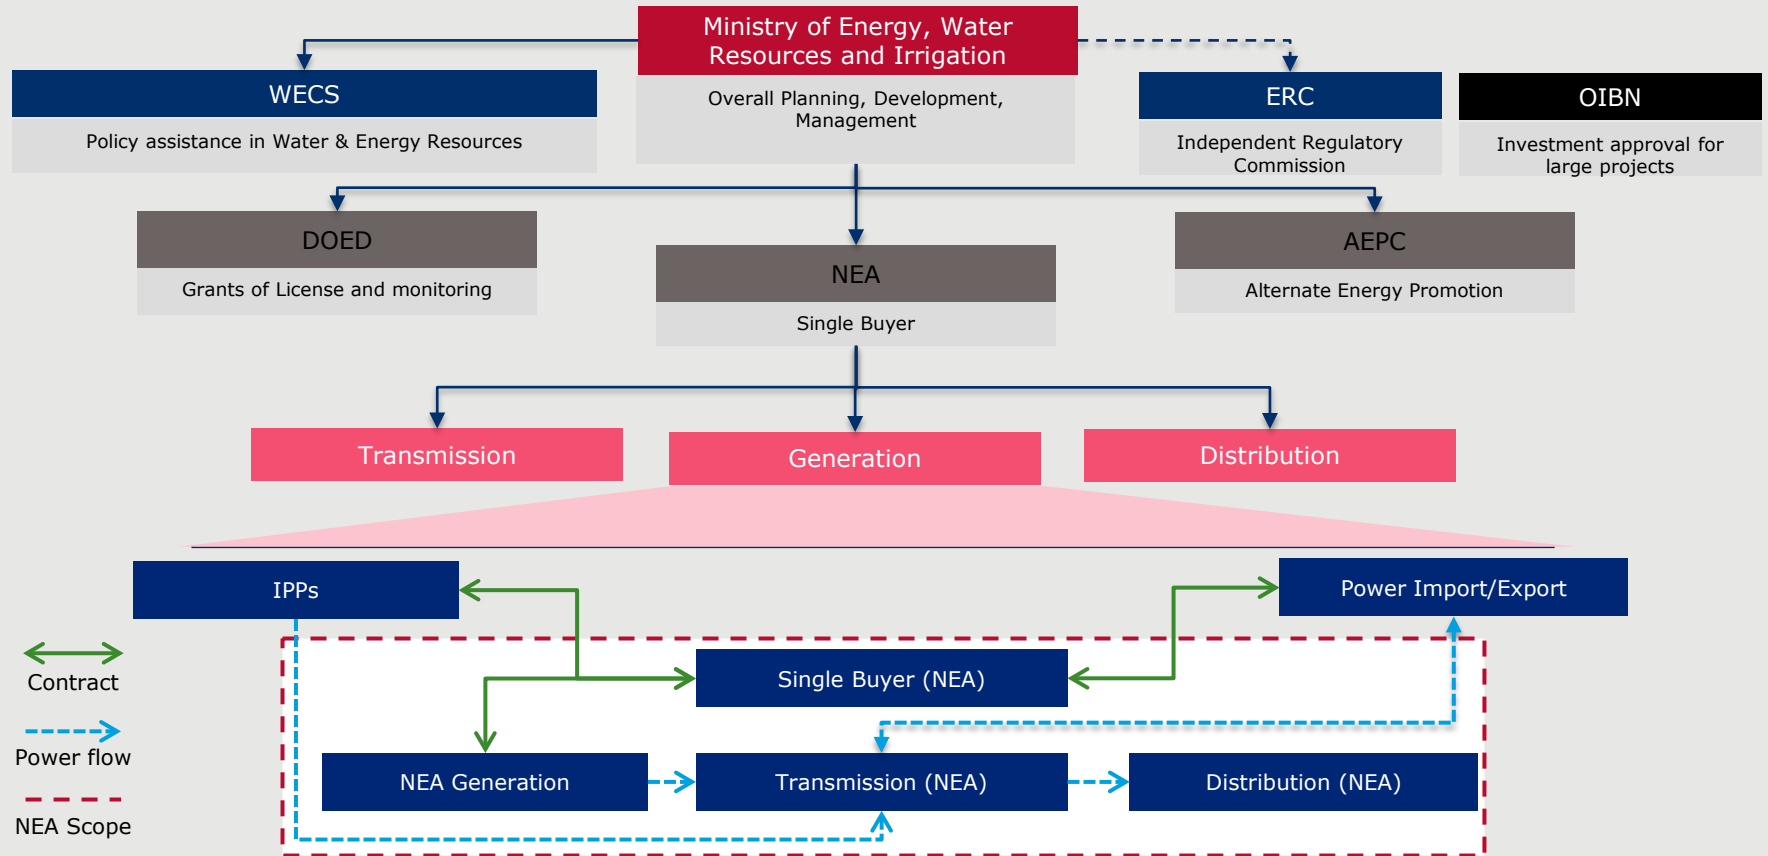 Ministry of Energy, Water
Resources and Irrigation
Overall Planning, Development,
Management
WECS
Policy assistance in Water & Energy Resources
ERC
Independent Regulatory
Commission
OIBN
Investment approval for
large projects
DOED
Grants of License and monitoring
NEA
Single Buyer
AEPC
Alternate Energy Promotion
Transmission
Generation
Distribution
IPPs
Power Import/Export
Contract
Power flow
NEA Scope
Single Buyer (NEA)
NEA Generation
Transmission (NEA)
Distribution (NEA)